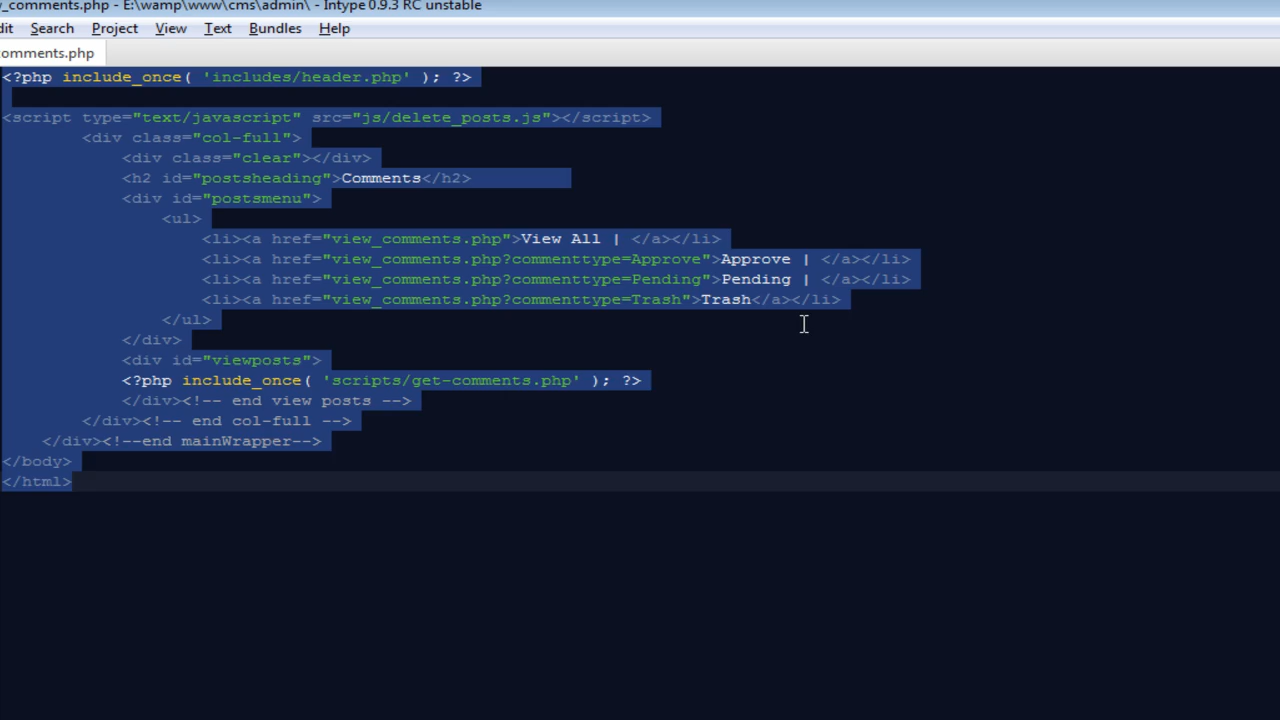 _comments.php - E:\wamp\www\cms\admin\ - Intype 0.9.3 RC unstable
dit Search Project View Text Bundles Help
omments.php
<?php include_once( 'includes/header.php' ); ?>
<script type="text/javascript" src="js/delete_posts.js"></script>
<div class="col-full">
<div class="clear"></div>
<h2 id="postsheading">Comments</h2>
<div id="postsmenu">
<ul>
<li><a href="view_comments.php">View All | </a></li>
<li><a href="view_comments.php?commenttype=Approve">Approve | </a></li>
<li><a href="view_comments.php?commenttype=Pending">Pending | </a></li>
<li><a href="view_comments.php?commenttype=Trash">Trash</a></li>
</ul>
</div>
<div id="viewposts">
<?php include_once( 'scripts/get-comments.php' ); ?>
</div><!-- end view posts -->
</div><!-- end col-full -->
</div><!--end mainWrapper-->
</body>
</html>